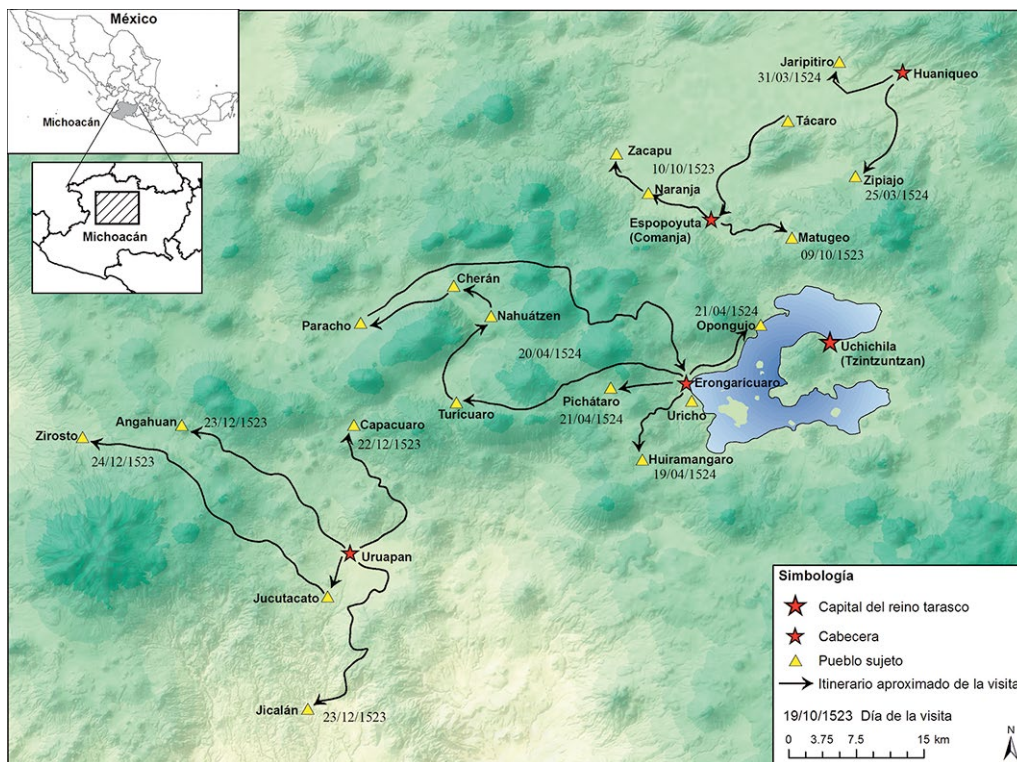 México
Michoacán
Michoacán
Jaripitiro
31/03/1524
Huaniqueo
Tácaro
Zacapu
10/10/1523
Naranja
Zipiajo
25/03/1524
Espopoyuta
(Comanja)
Matugeo
09/10/1523
Cherán
Paracho
Nahuátzen
21/04/1524
Opongujo
Uchichila
(Tzintzuntzan)
20/04/1524
Erongarícuaro
Pichátaro
21/04/1524
Uricho
Turícuaro
Angahuan
23/12/1523
Capacuaro
22/12/1523
Zirosto
24/12/1523
Huiramangaro
19/04/1524
Uruapan
Jucutacato
Jicalán
23/12/1523
Simbología
Capital del reino tarasco
Cabecera
Pueblo sujeto
Itinerario aproximado de la visita
19/10/1523 Día de la visita
0 3.75 7.5 15 km
N